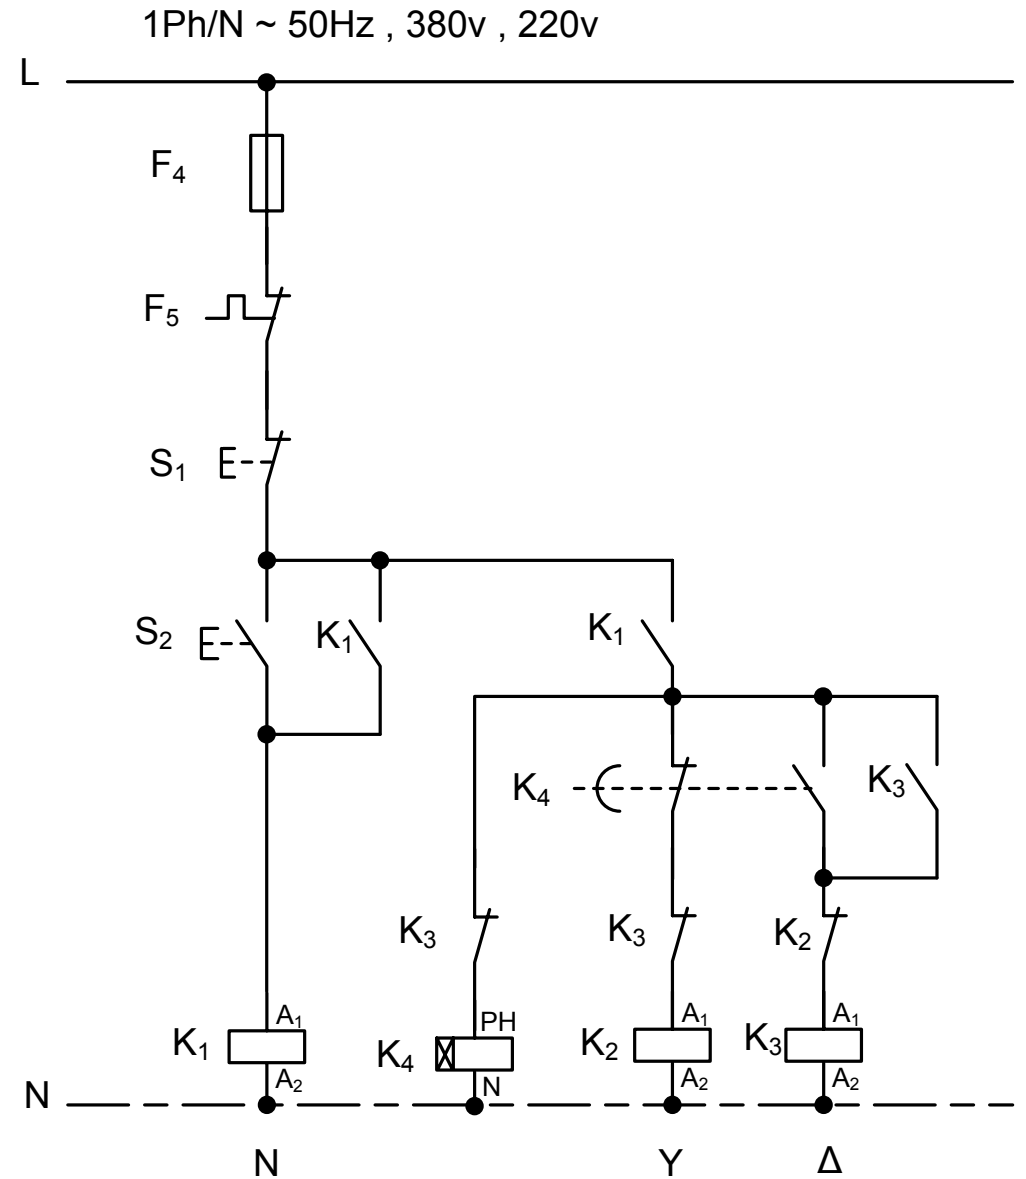 1Ph/N ~ 50Hz , 380v , 220v
L
F₄
F₅
S₁
S₂ K₁ K₁
K₄ K₃
K₃ K₃ K₂
A₁ PH A₁ A₁
K₁ K₄ K₂ K₃
A₂ N A₂ A₂
N
N Y Δ